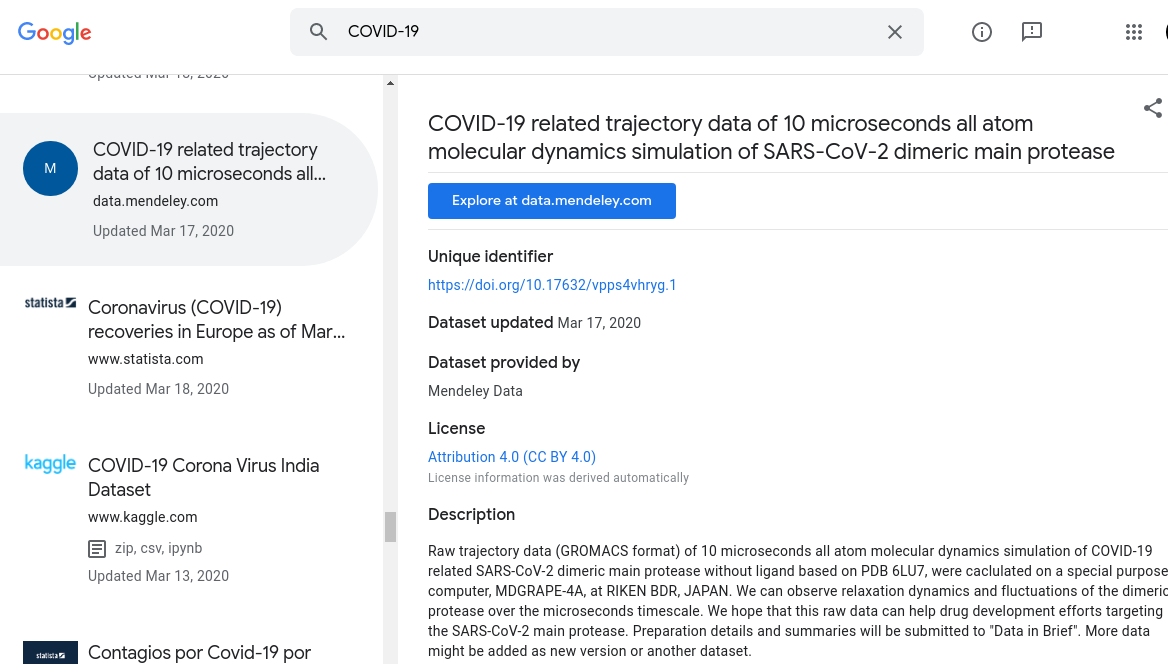 Google
COVID-19
Updated Mar 18, 2020
M
COVID-19 related trajectory
data of 10 microseconds all...
data.mendeley.com
Updated Mar 17, 2020
statista
Coronavirus (COVID-19)
recoveries in Europe as of Mar...
www.statista.com
Updated Mar 18, 2020
kaggle
COVID-19 Corona Virus India
Dataset
www.kaggle.com
zip, csv, ipynb
Updated Mar 13, 2020
statista
Contagios por Covid-19 por
COVID-19 related trajectory data of 10 microseconds all atom
molecular dynamics simulation of SARS-CoV-2 dimeric main protease
Explore at data.mendeley.com
Unique identifier
https://doi.org/10.17632/vpps4vhryg.1
Dataset updated Mar 17, 2020
Dataset provided by
Mendeley Data
License
Attribution 4.0 (CC BY 4.0)
License information was derived automatically
Description
Raw trajectory data (GROMACS format) of 10 microseconds all atom molecular dynamics simulation of COVID-19
related SARS-CoV-2 dimeric main protease without ligand based on PDB 6LU7, were caclulated on a special purpose
computer, MDGRAPE-4A, at RIKEN BDR, JAPAN. We can observe relaxation dynamics and fluctuations of the dimeric
protease over the microseconds timescale. We hope that this raw data can help drug development efforts targeting
the SARS-CoV-2 main protease. Preparation details and summaries will be submitted to "Data in Brief". More data
might be added as new version or another dataset.